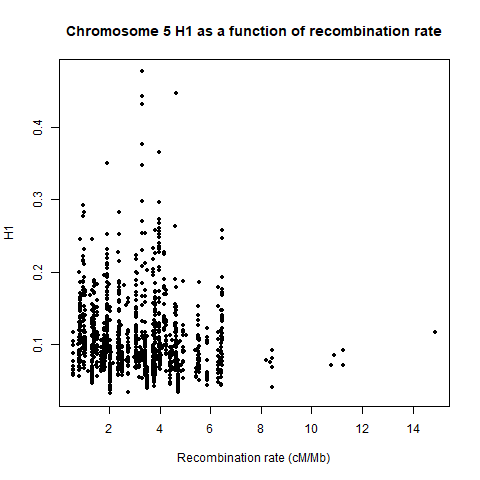 Chromosome 5 H1 as a function of recombination rate
H1
0.4
0.3
0.2
0.1
2 4 6 8 10 12 14
Recombination rate (cM/Mb)